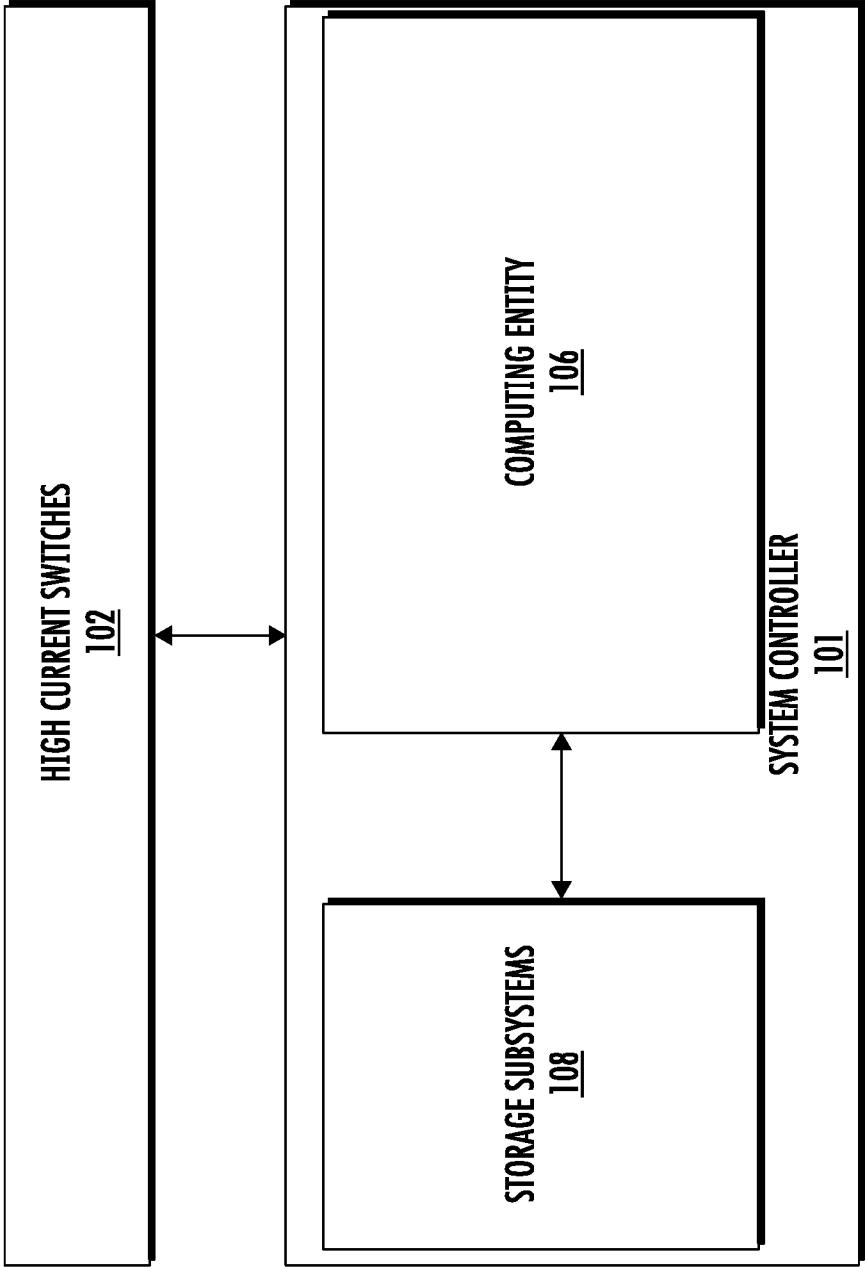 HIGH CURRENT SWITCHES
102
STORAGE SUBSYSTEMS
108
COMPUTING ENTITY
106
SYSTEM CONTROLLER
101